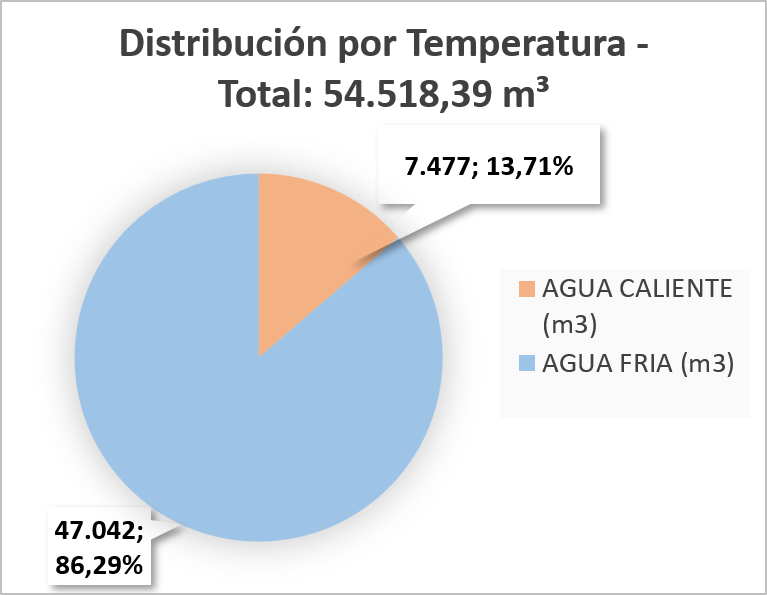 Distribución por Temperatura -
Total: 54.518,39 m³
7.477; 13,71%
AGUA CALIENTE
(m3)
AGUA FRIA (m3)
47.042;
86,29%